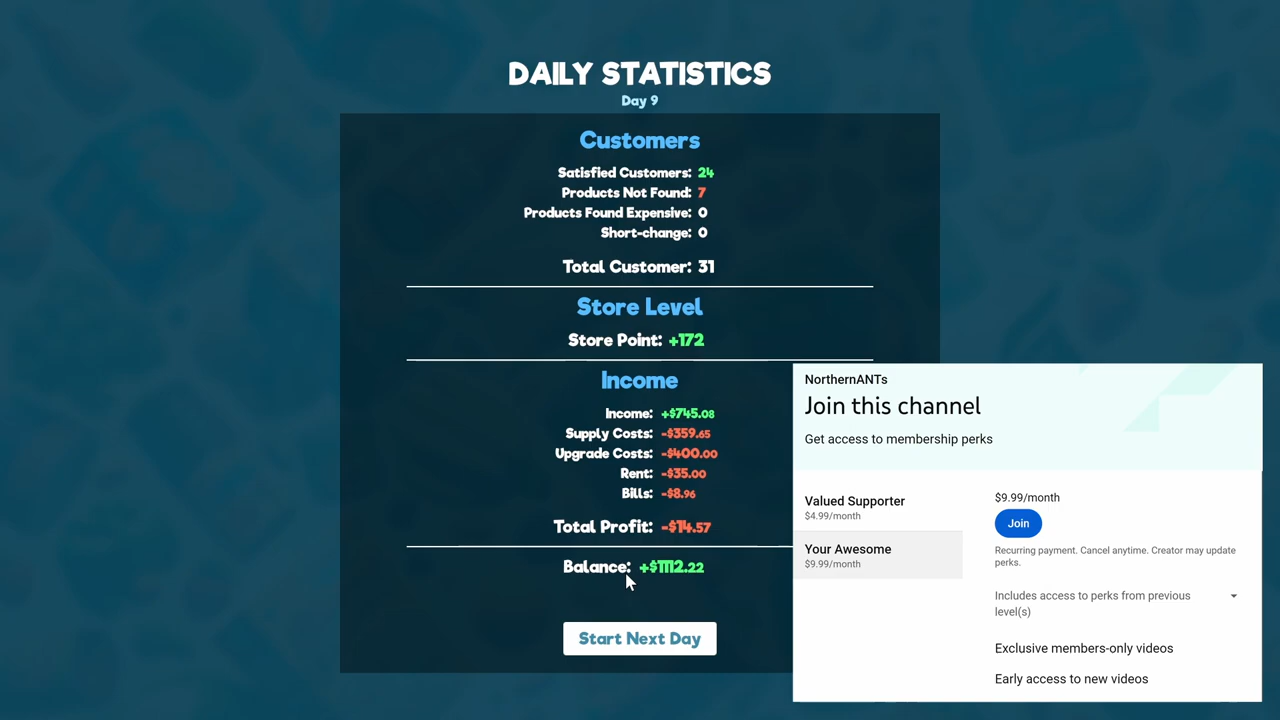 DAILY STATISTICS
Day 9
Customers
Satisfied Customers: 24
Products Not Found: 7
Products Found Expensive: 0
Short-change: 0
Total Customer: 31
Store Level
Store Point: +172
Income
Income: +$745.08
Supply Costs: -$359.65
Upgrade Costs: -$400.00
Rent: -$35.00
Bills: -$8.96
Total Profit: -$14.57
Balance: +$1112.22
Start Next Day
NorthernANTs
Join this channel
Get access to membership perks
Valued Supporter
$4.99/month
Your Awesome
$9.99/month
$9.99/month
Join
Recurring payment. Cancel anytime. Creator may update
perks.
Includes access to perks from previous
level(s)
Exclusive members-only videos
Early access to new videos